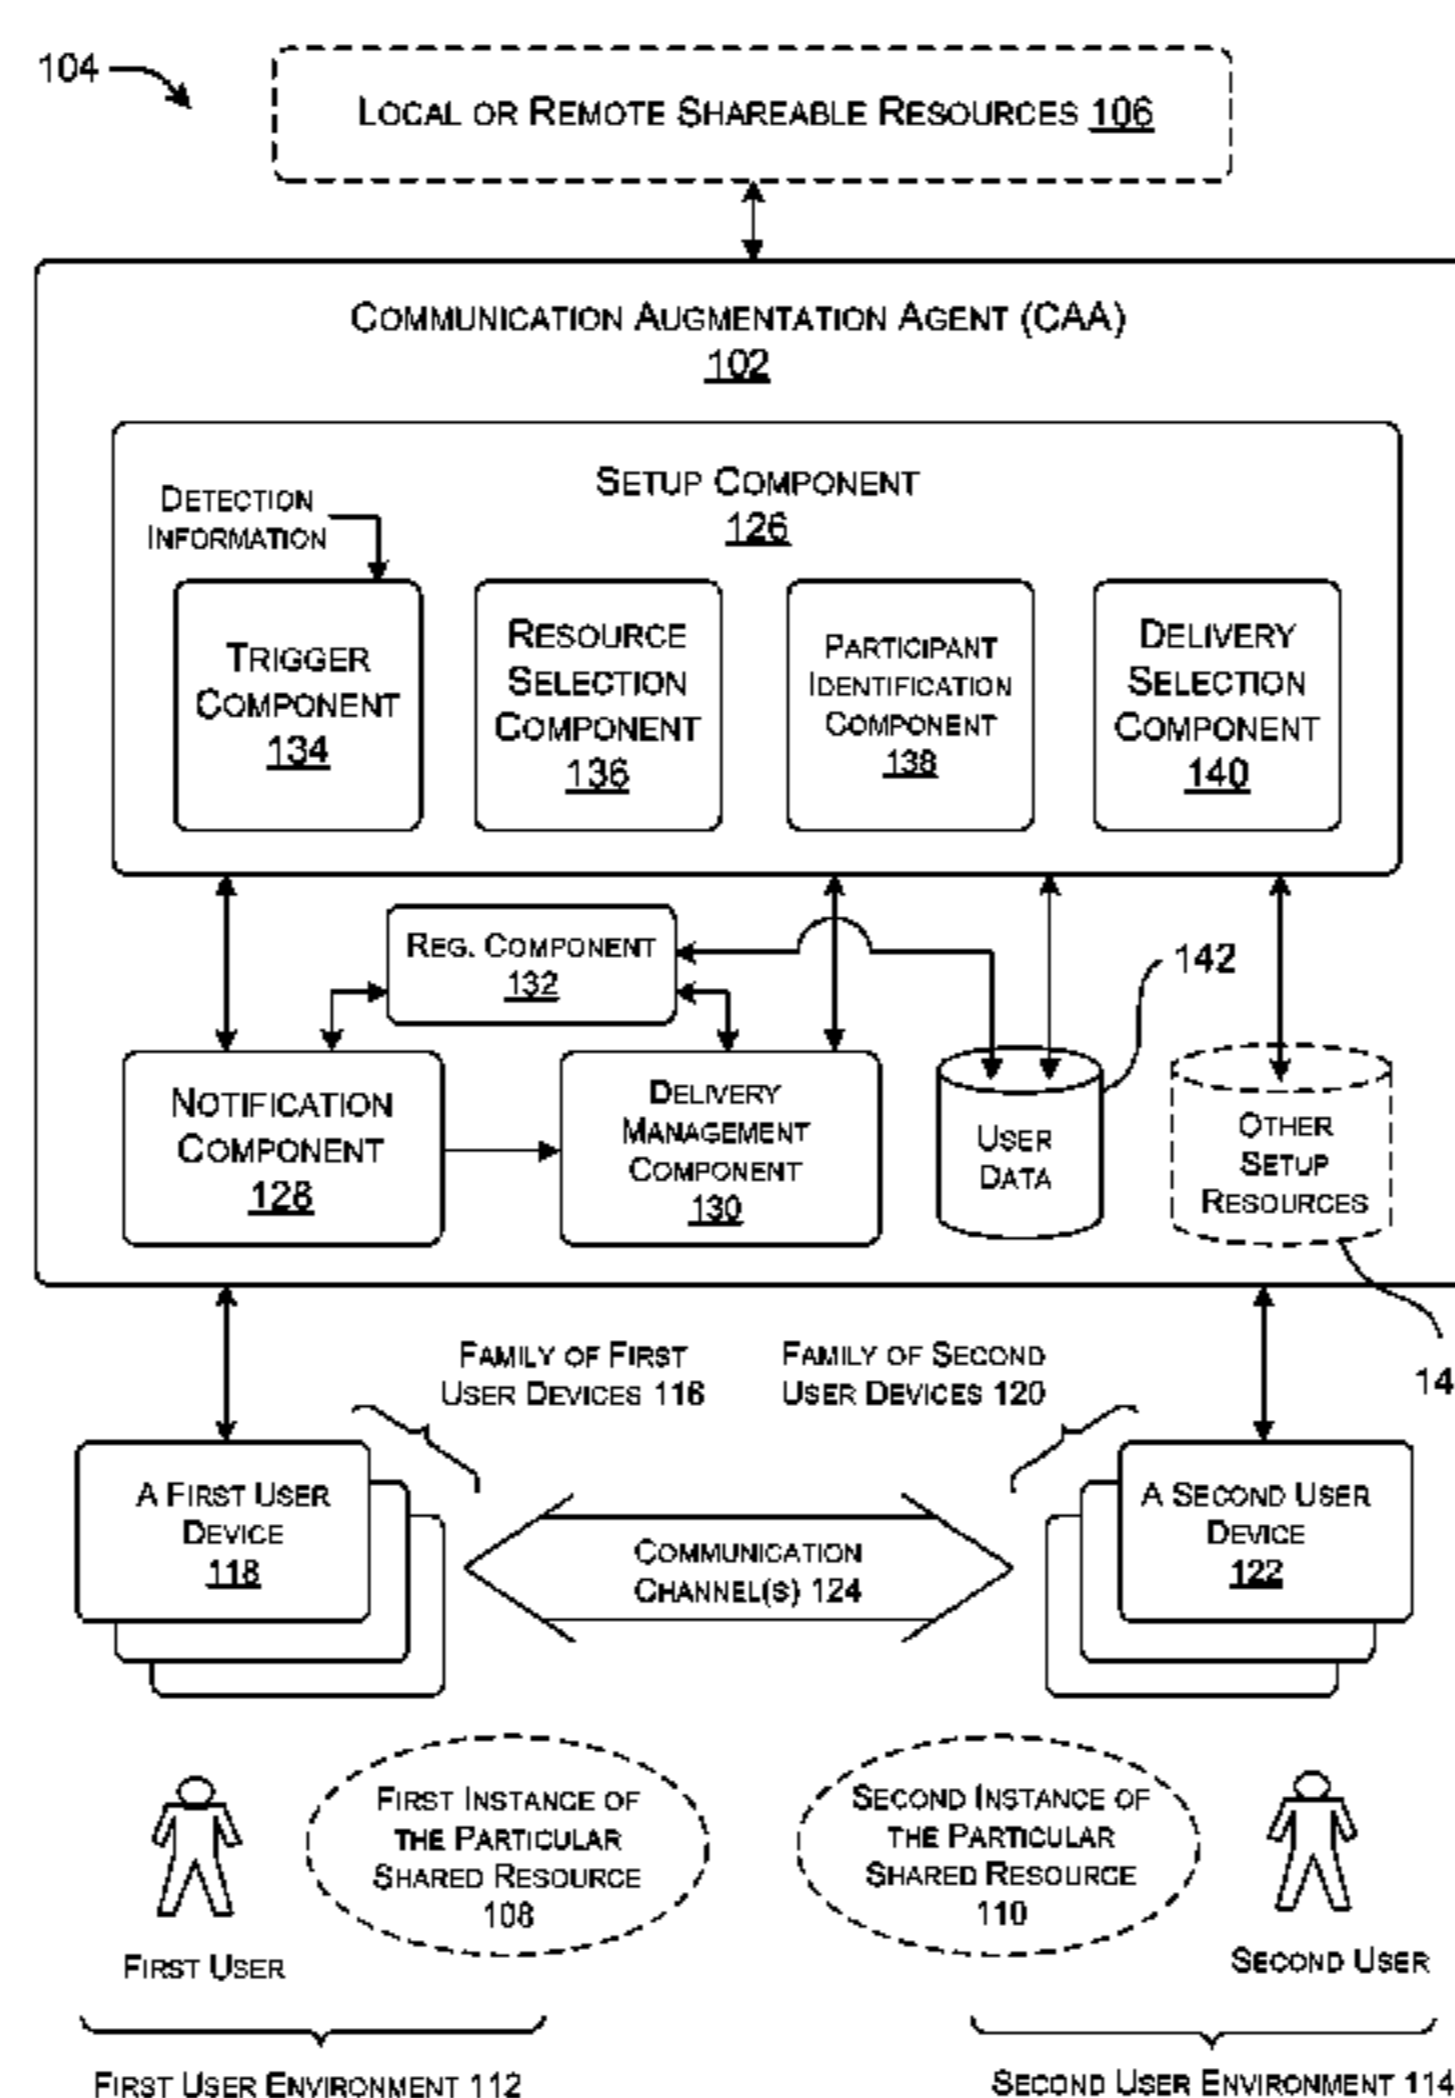 104
LOCAL OR REMOTE SHAREABLE RESOURCES 106
COMMUNICATION AUGMENTATION AGENT (CAA)
102
SETUP COMPONENT
126
DETECTION
INFORMATION
TRIGGER
COMPONENT
134
RESOURCE
SELECTION
COMPONENT
136
PARTICIPANT
IDENTIFICATION
COMPONENT
138
DELIVERY
SELECTION
COMPONENT
140
REG. COMPONENT
132
142
NOTIFICATION
COMPONENT
128
DELIVERY
MANAGEMENT
COMPONENT
130
USER
DATA
OTHER
SETUP
RESOURCES
14
FAMILY OF FIRST
USER DEVICES 116
FAMILY OF SECOND
USER DEVICES 120
A FIRST USER
DEVICE
118
COMMUNICATION
CHANNEL(S) 124
A SECOND USER
DEVICE
122
FIRST INSTANCE OF
THE PARTICULAR
SHARED RESOURCE
108
SECOND INSTANCE OF
THE PARTICULAR
SHARED RESOURCE
110
FIRST USER
SECOND USER
FIRST USER ENVIRONMENT 112
SECOND USER ENVIRONMENT 114